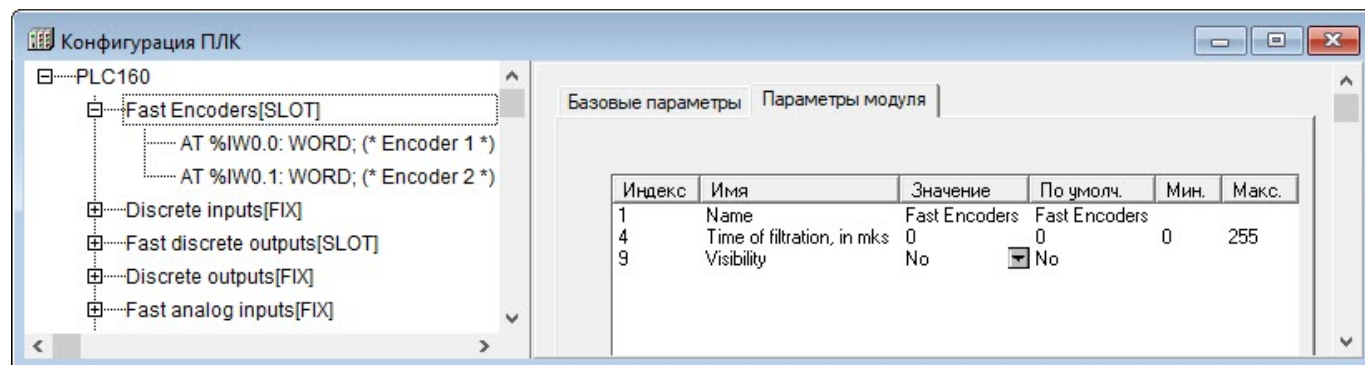 Конфигурация ПЛК
PLC160
Fast Encoders[SLOT]
AT %IW0.0: WORD; (* Encoder 1 *)
AT %IW0.1: WORD; (* Encoder 2 *)
Discrete inputs[FIX]
Fast discrete outputs[SLOT]
Discrete outputs[FIX]
Fast analog inputs[FIX]
Базовые параметры Параметры модуля
Индекс Имя Значение По умолч. Мин. Макс.
1 Name Fast Encoders Fast Encoders
4 Time of filtration, in mks 0 0 0 255
9 Visibility No No